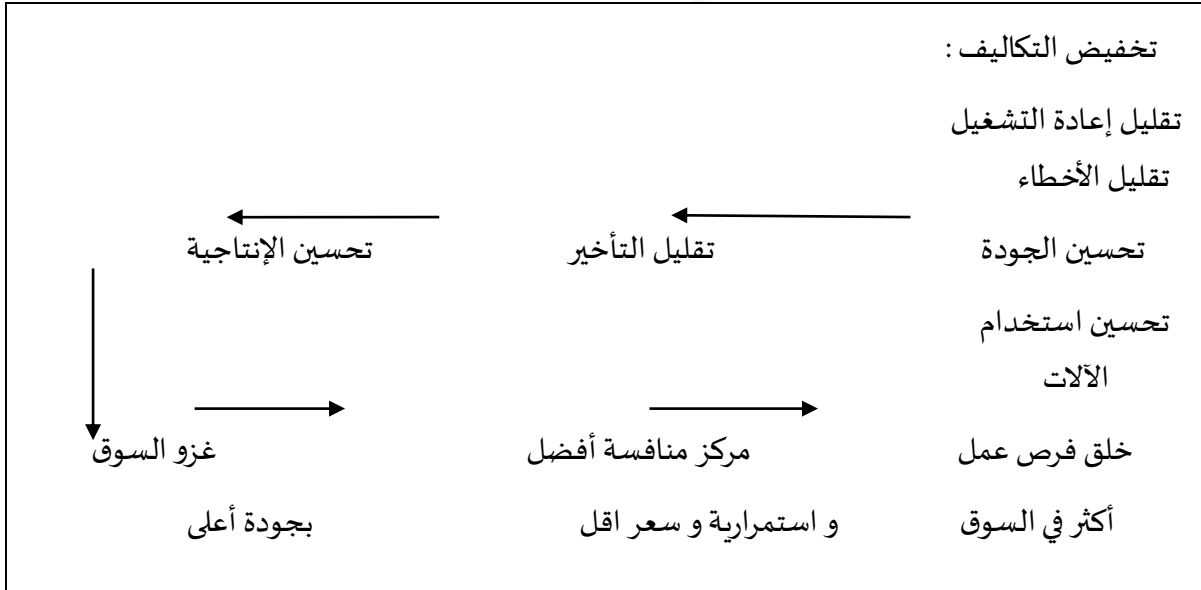 تخفيض التكاليف :
تقليل إعادة التشغيل
تقليل الأخطاء
تحسين الجودة تقليل التأخير تحسين الإنتاجية
تحسين استخدام
الآلات
خلق فرص عمل مركز منافسة أفضل غزو السوق
أكثر في السوق و استمرارية و سعر اقل بجودة أعلى